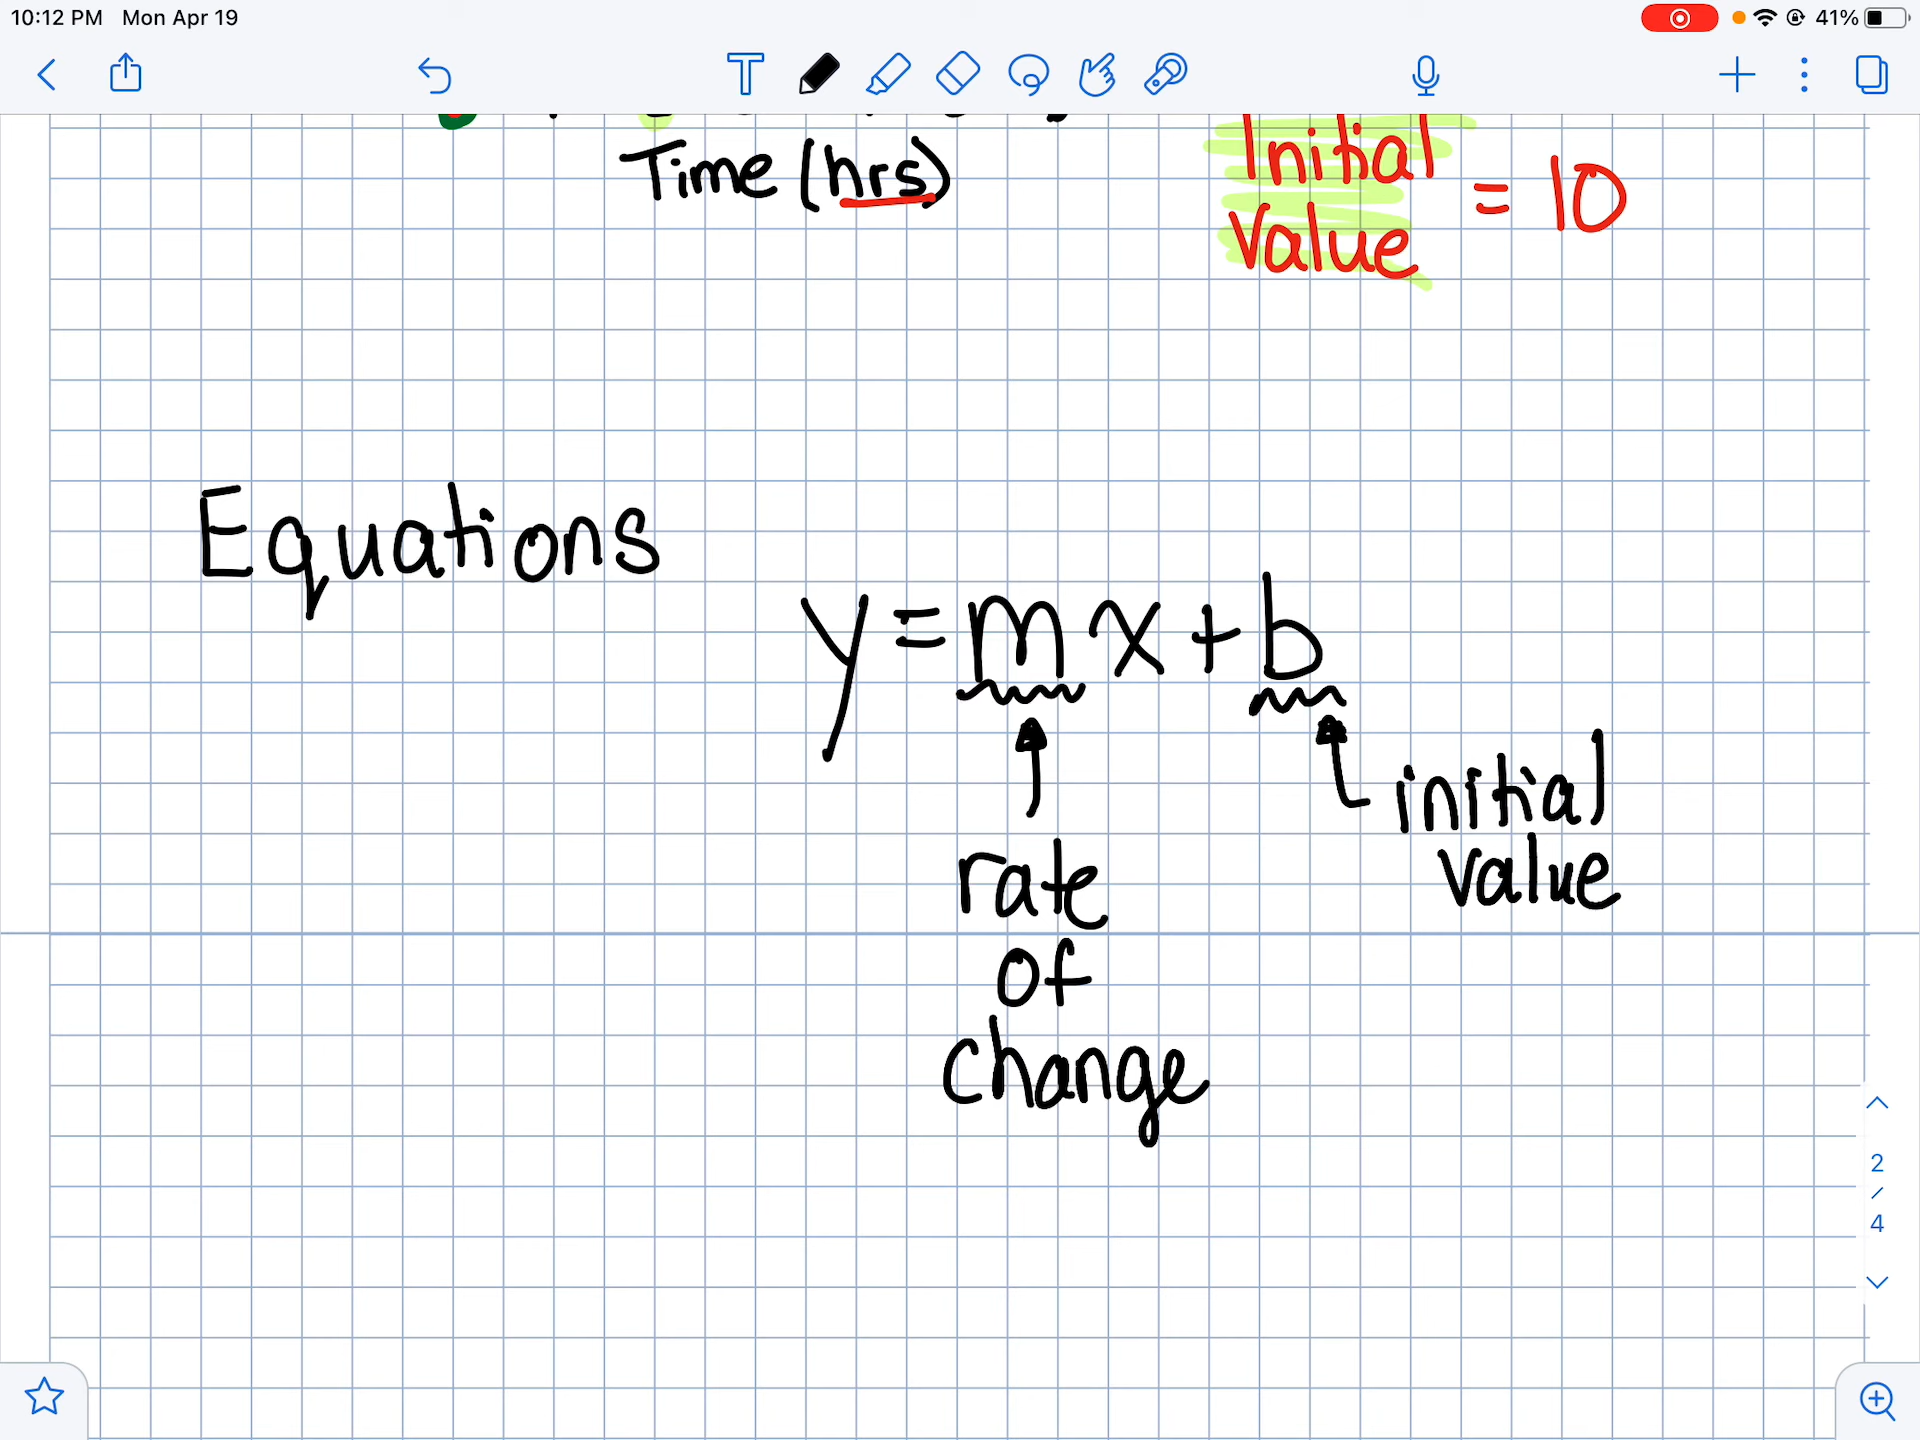 10:12 PM Mon Apr 19
41%
T
Time (hrs)
Initial
Value
= 10
Equations
y = mx + b
initial
value
rate
of
change
2
/
4